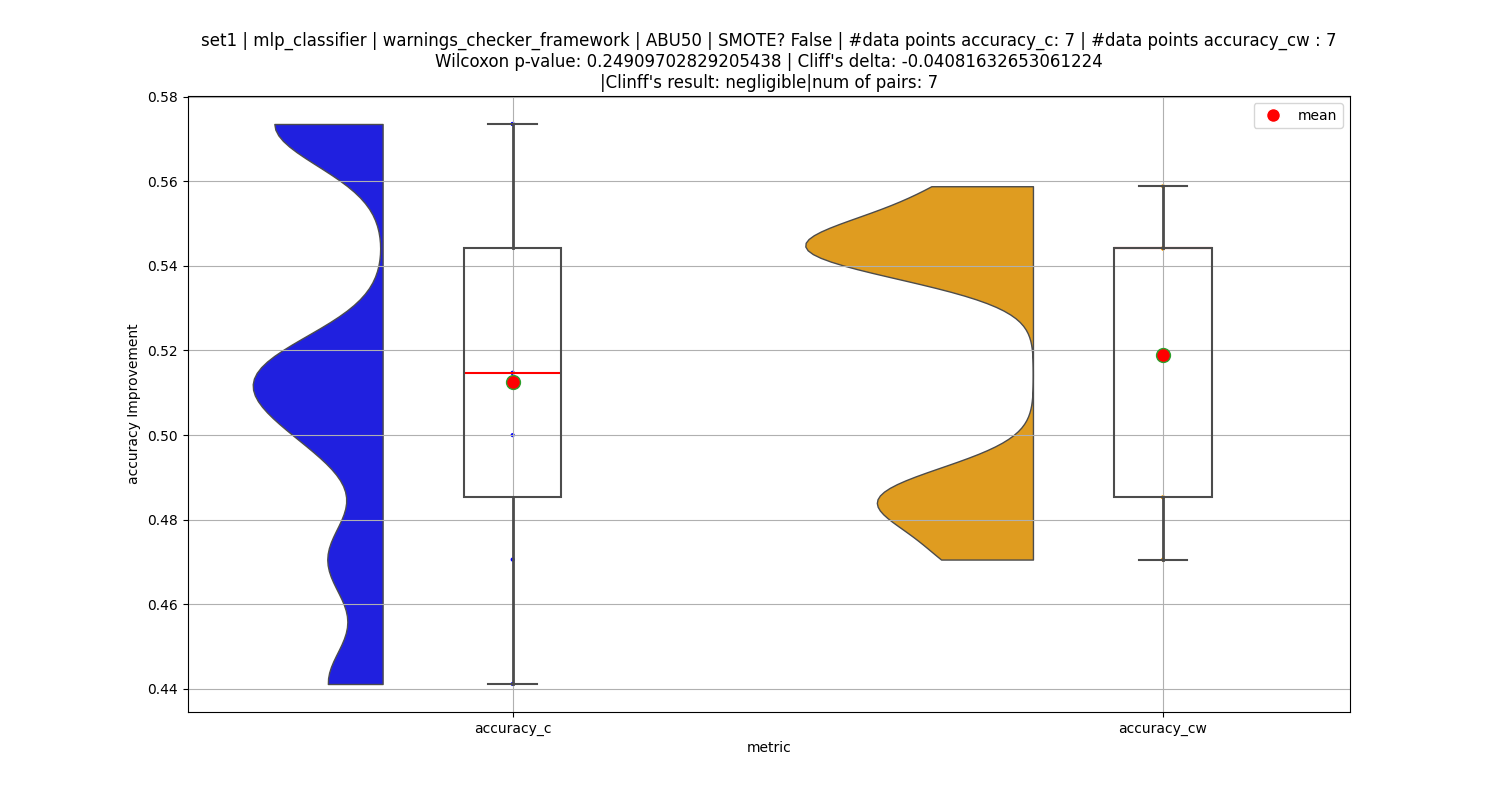 set1 | mlp_classifier | warnings_checker_framework | ABU50 | SMOTE? False | #data points accuracy_c: 7 | #data points accuracy_cw : 7
Wilcoxon p-value: 0.24909702829205438 | Cliff's delta: -0.04081632653061224
|Clinff's result: negligible|num of pairs: 7
mean
0.58
0.56
0.54
0.52
0.50
0.48
0.46
0.44
accuracy Improvement
accuracy_c
accuracy_cw
metric